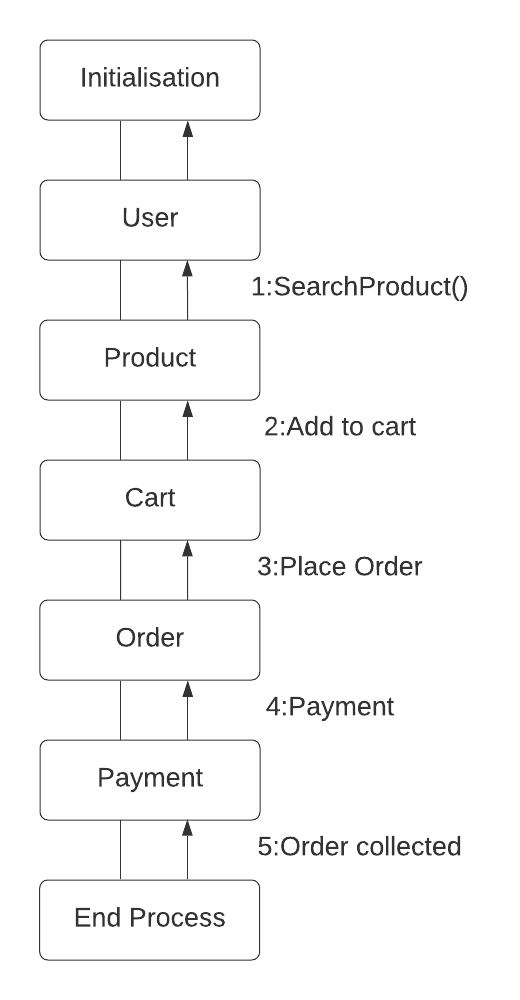 Initialisation
User
1:SearchProduct()
Product
2:Add to cart
Cart
3:Place Order
Order
4:Payment
Payment
5:Order collected
End Process